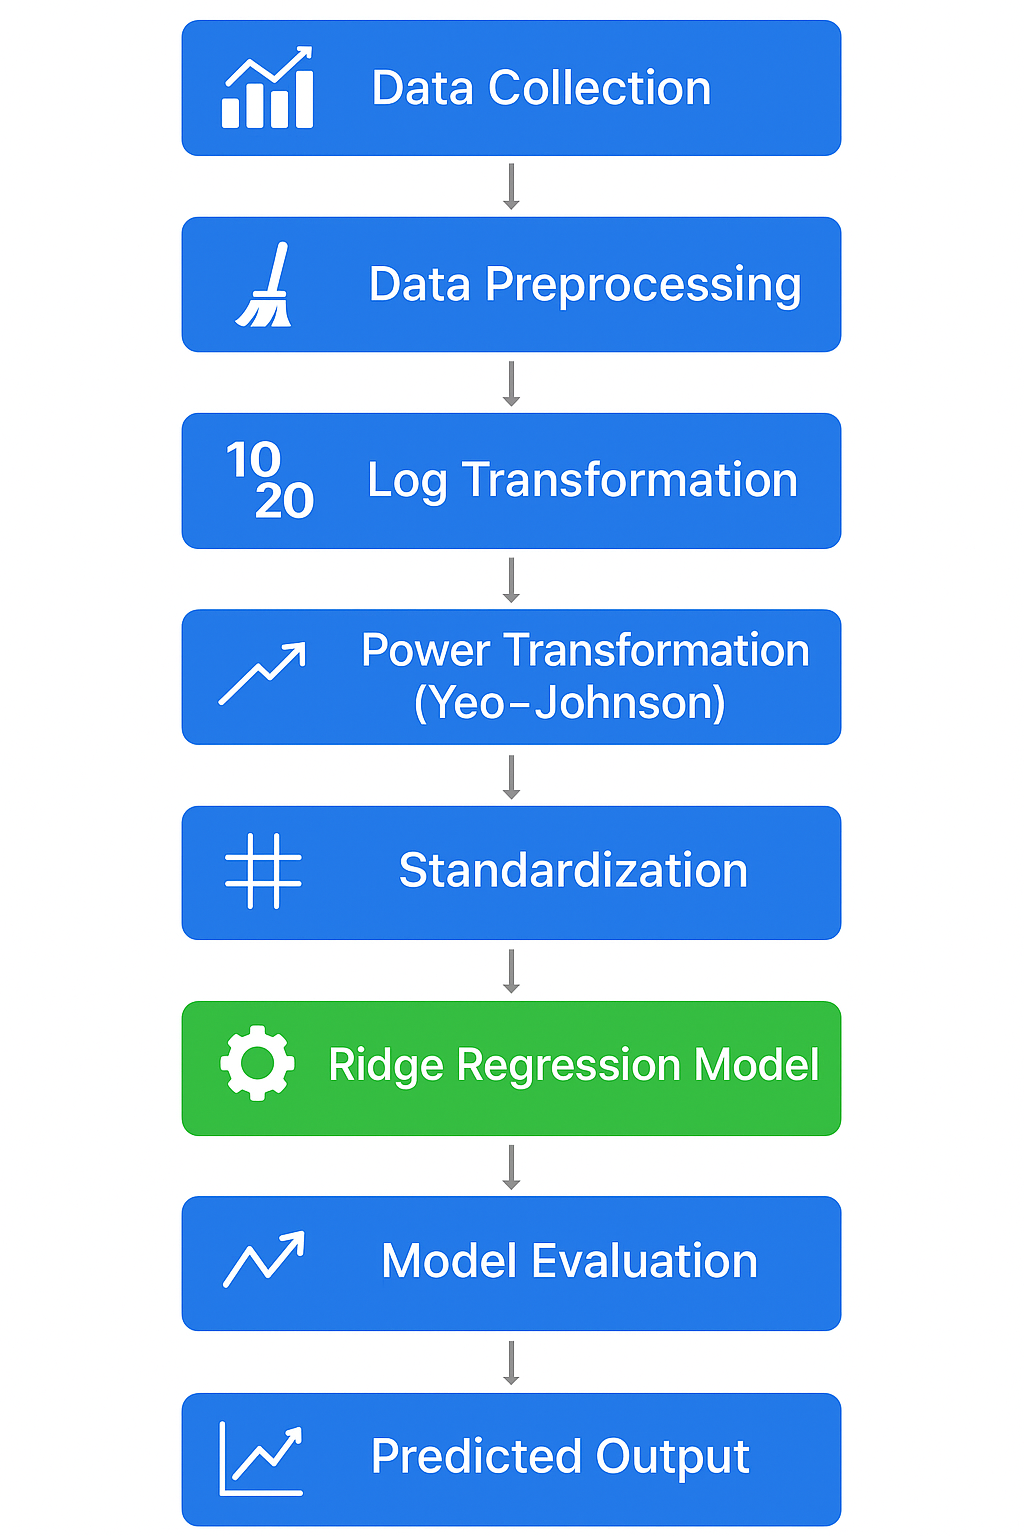 Data Collection
Data Preprocessing
10
20
Log Transformation
Power Transformation
(Yeo–Johnson)
Standardization
Ridge Regression Model
Model Evaluation
Predicted Output